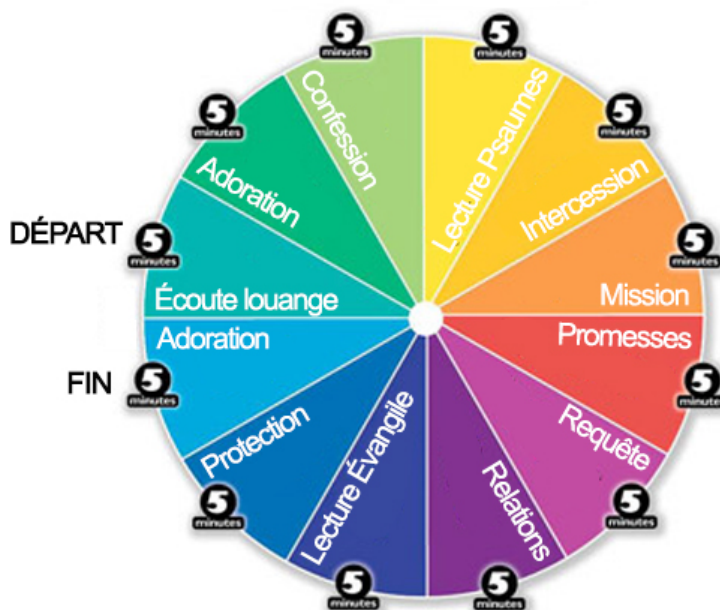 DÉPART
5
minutes
Écoute louange
5
minutes
Adoration
5
minutes
Confession
5
minutes
Lecture Psaumes
5
minutes
Intercession
5
minutes
Mission
5
minutes
Promesses
5
minutes
Requête
5
minutes
Relations
5
minutes
Lecture Évangile
5
minutes
Protection
FIN
5
minutes
Adoration